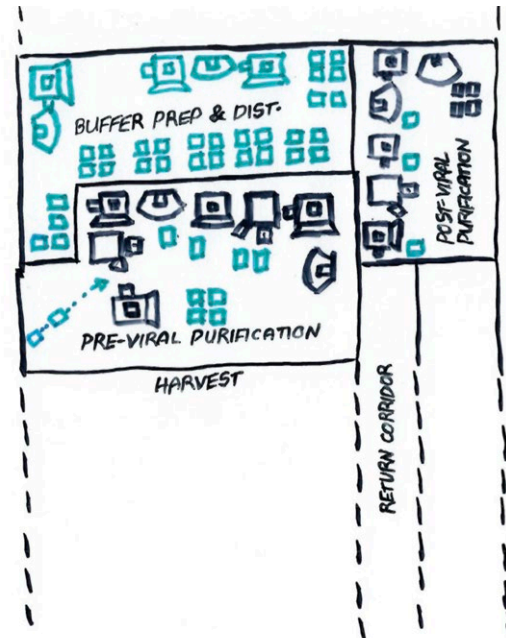 BUFFER PREP & DIST.
POST-VIRAL
PURIFICATION
PRE-VIRAL PURIFICATION
HARVEST
RETURN CORRIDOR